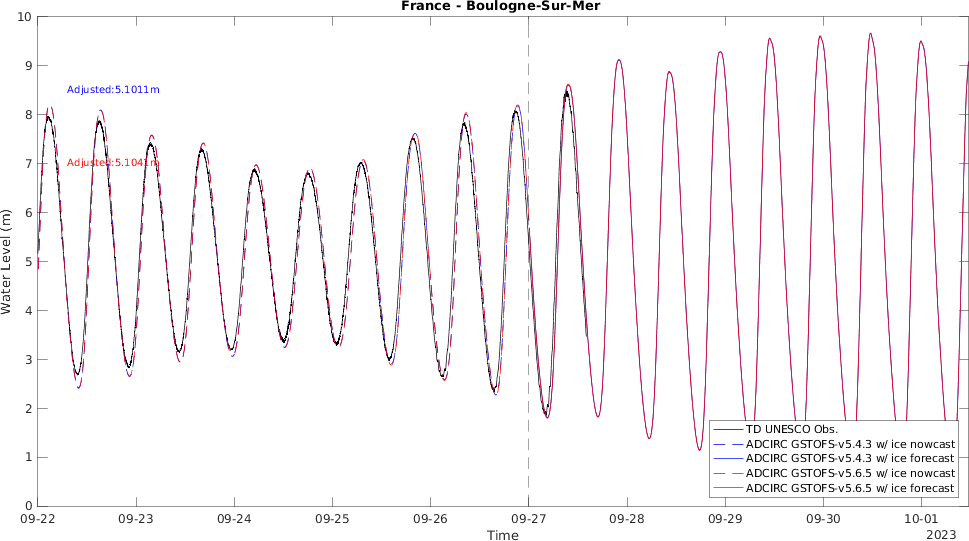 France - Boulogne-Sur-Mer
10
9
8
7
6
5
4
3
2
1
0
Water Level (m)
Adjusted:5.1011m
Adjusted:5.1041m
TD UNESCO Obs.
ADCIRC GSTOFS-v5.4.3 w/ ice nowcast
ADCIRC GSTOFS-v5.4.3 w/ ice forecast
ADCIRC GSTOFS-v5.6.5 w/ ice nowcast
ADCIRC GSTOFS-v5.6.5 w/ ice forecast
09-22 09-23 09-24 09-25 09-26 09-27 09-28 09-29 09-30 10-01
Time
2023